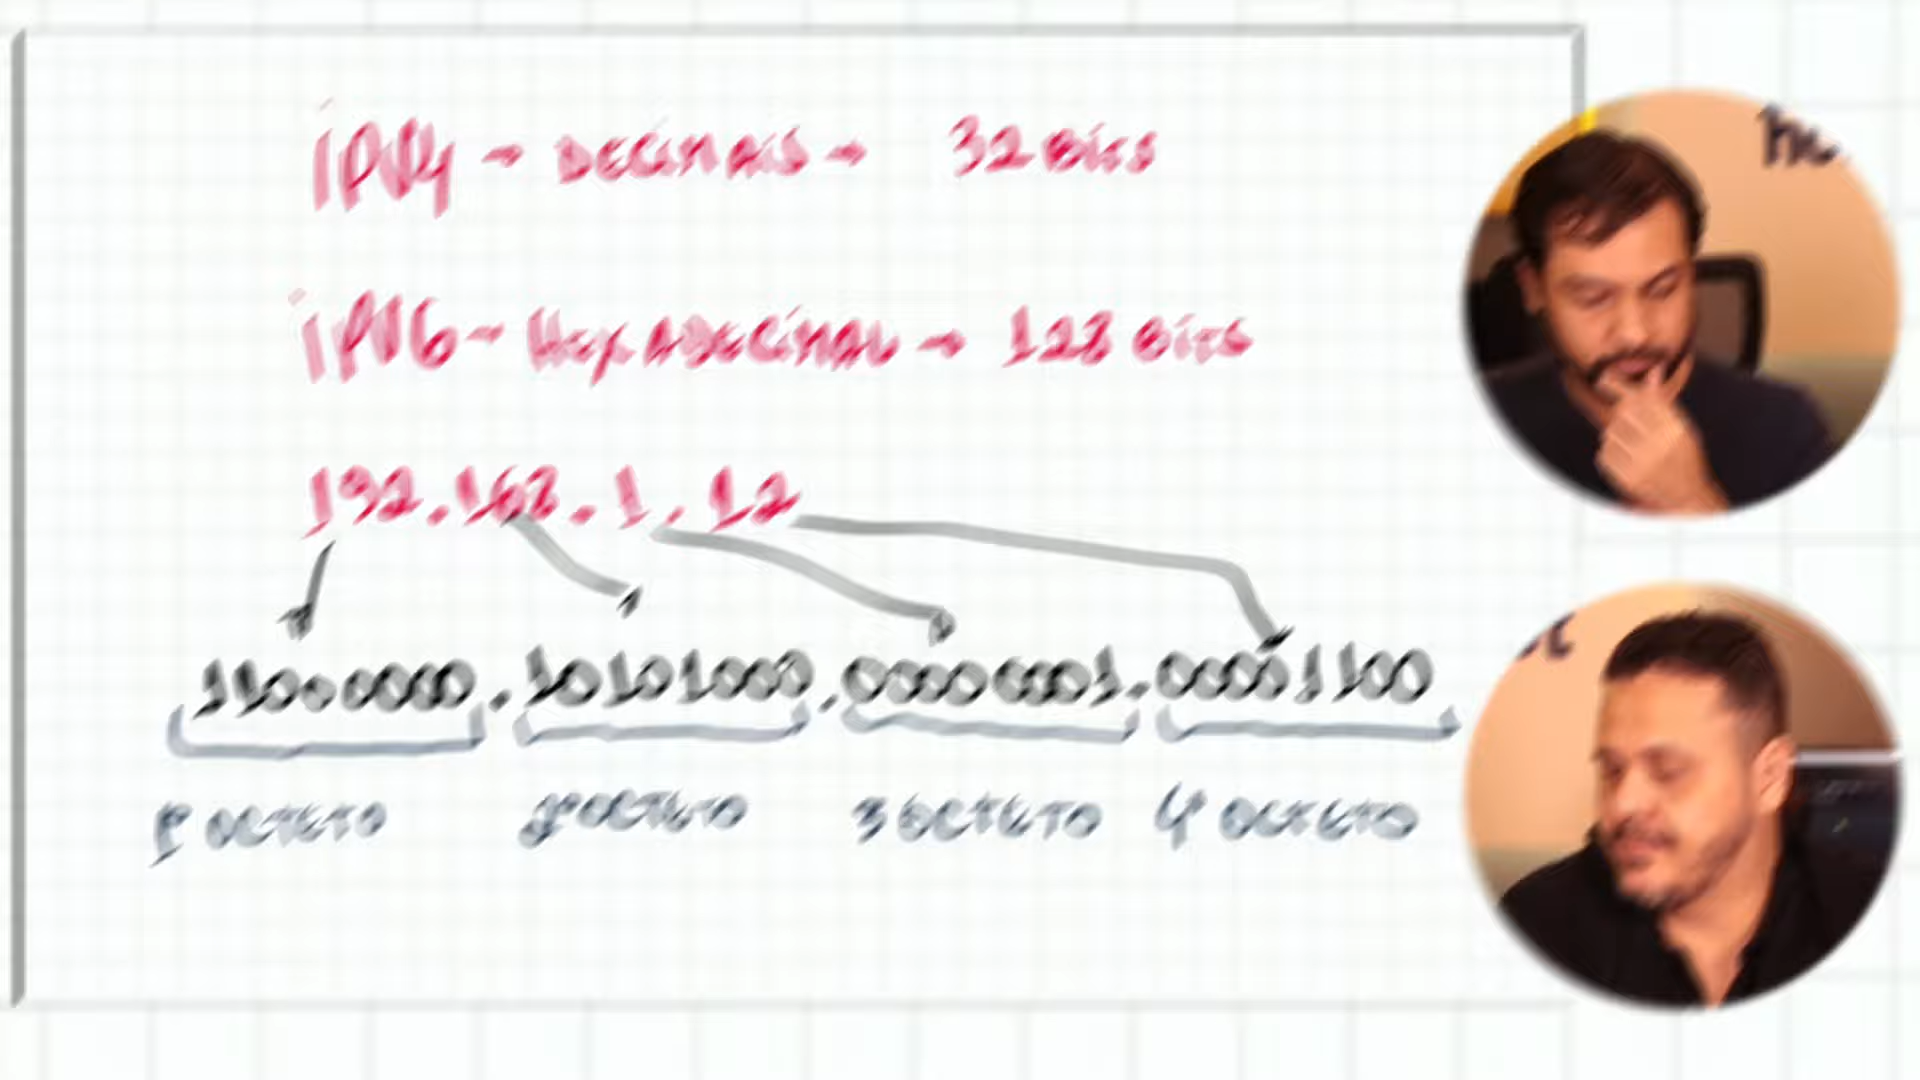 IPV4 → DECIMAIS → 32 Bits
IPV6 → HEXADECIMAL → 128 Bits
192.168.1.12
11000000.10101000.00000001.00001100
1º OCTETO 2º OCTETO 3 OCTETO 4º OCTETO